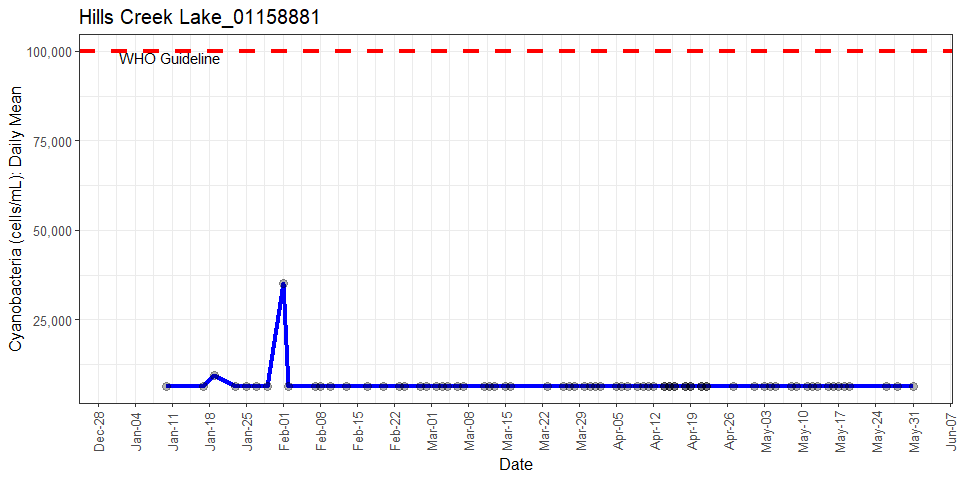 Hills Creek Lake_01158881
100,000
WHO Guideline
75,000
50,000
25,000
Cyanobacteria (cells/mL): Daily Mean
Dec-28
Jan-04
Jan-11
Jan-18
Jan-25
Feb-01
Feb-08
Feb-15
Feb-22
Mar-01
Mar-08
Mar-15
Mar-22
Mar-29
Apr-05
Apr-12
Apr-19
Apr-26
May-03
May-10
May-17
May-24
May-31
Jun-07
Date